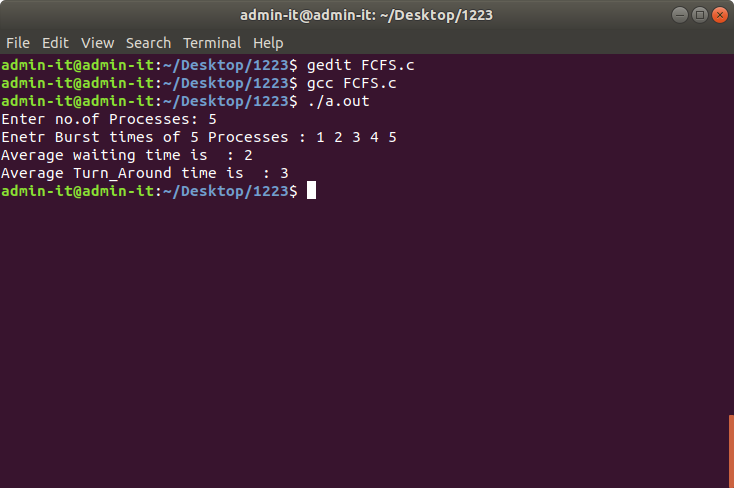 admin-it@admin-it: ~/Desktop/1223
File Edit View Search Terminal Help
admin-it@admin-it:~/Desktop/1223$ gedit FCFS.c
admin-it@admin-it:~/Desktop/1223$ gcc FCFS.c
admin-it@admin-it:~/Desktop/1223$ ./a.out
Enter no.of Processes: 5
Enetr Burst times of 5 Processes : 1 2 3 4 5
Average waiting time is  : 2
Average Turn_Around time is  : 3
admin-it@admin-it:~/Desktop/1223$